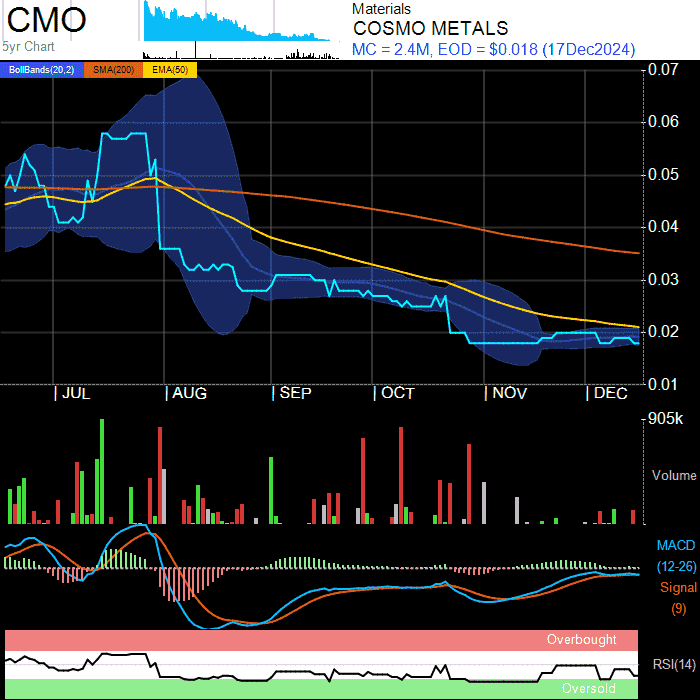 CMO
5yr Chart
Materials
COSMO METALS
MC = 2.4M, EOD = $0.018 (17Dec2024)
BollBands(20,2) SMA(200) EMA(50)
0.07
0.06
0.05
0.04
0.03
0.02
0.01
| JUL | AUG | SEP | OCT | NOV | DEC
905k
Volume
MACD
(12-26)
Signal
(9)
Overbought
RSI(14)
Oversold